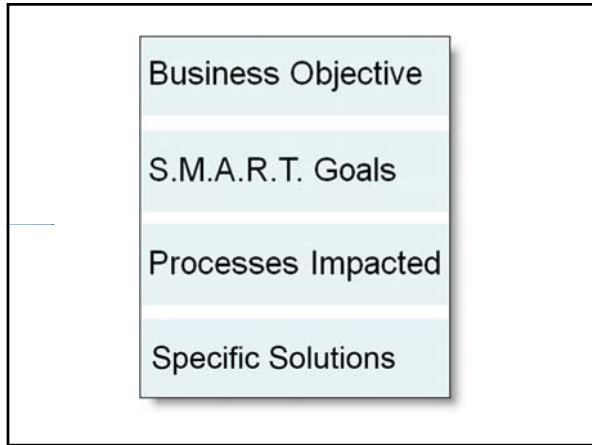 Business Objective
S.M.A.R.T. Goals
Processes Impacted
Specific Solutions